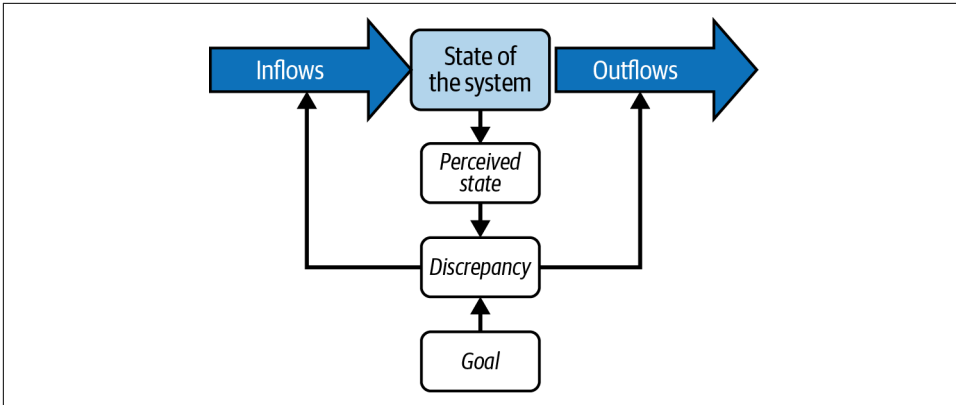 Inflows
State of
the system
Outflows
Perceived
state
Discrepancy
Goal